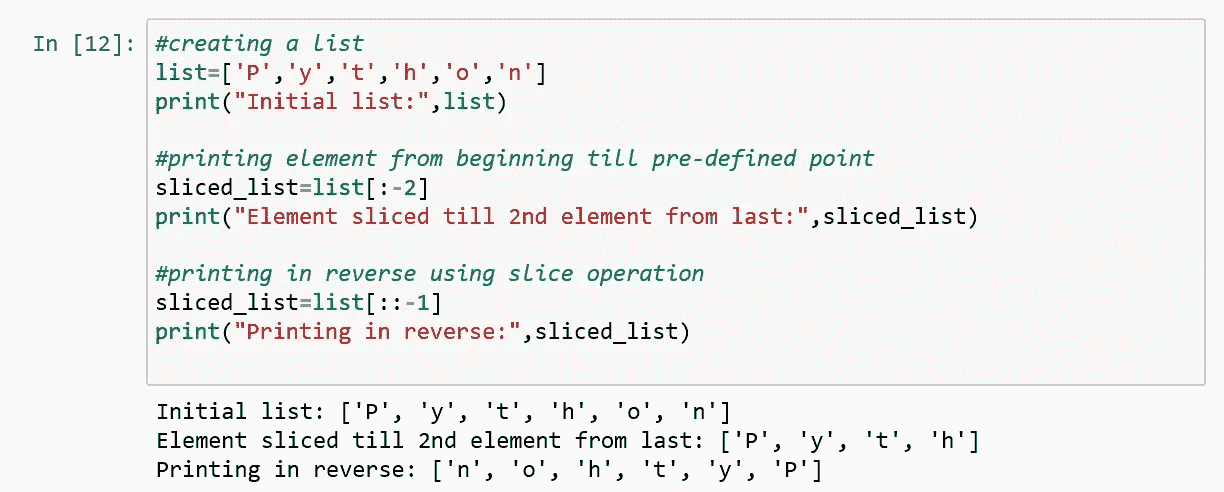 In [12]:
#creating a list
list=['P','y','t','h','o','n']
print("Initial list:",list)
#printing element from beginning till pre-defined point
sliced_list=list[:-2]
print("Element sliced till 2nd element from last:",sliced_list)
#printing in reverse using slice operation
sliced_list=list[::-1]
print("Printing in reverse:",sliced_list)
Initial list: ['P', 'y', 't', 'h', 'o', 'n']
Element sliced till 2nd element from last: ['P', 'y', 't', 'h']
Printing in reverse: ['n', 'o', 'h', 't', 'y', 'P']